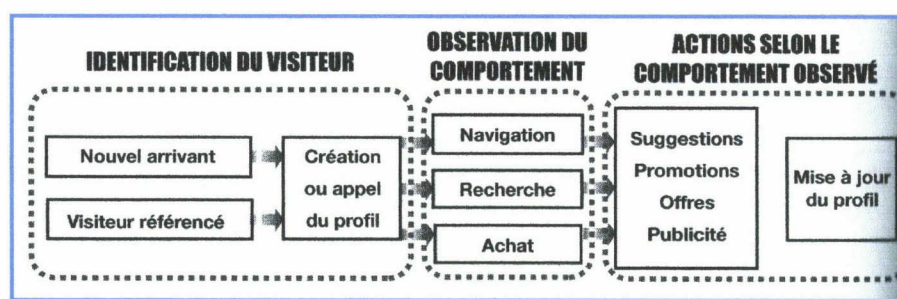 IDENTIFICATION DU VISITEUR
OBSERVATION DU
COMPORTEMENT
ACTIONS SELON LE
COMPORTEMENT OBSERVÉ
Nouvel arrivant
Visiteur référencé
Création
ou appel
du profil
Navigation
Recherche
Achat
Suggestions
Promotions
Offres
Publicité
Mise à jour
du profil